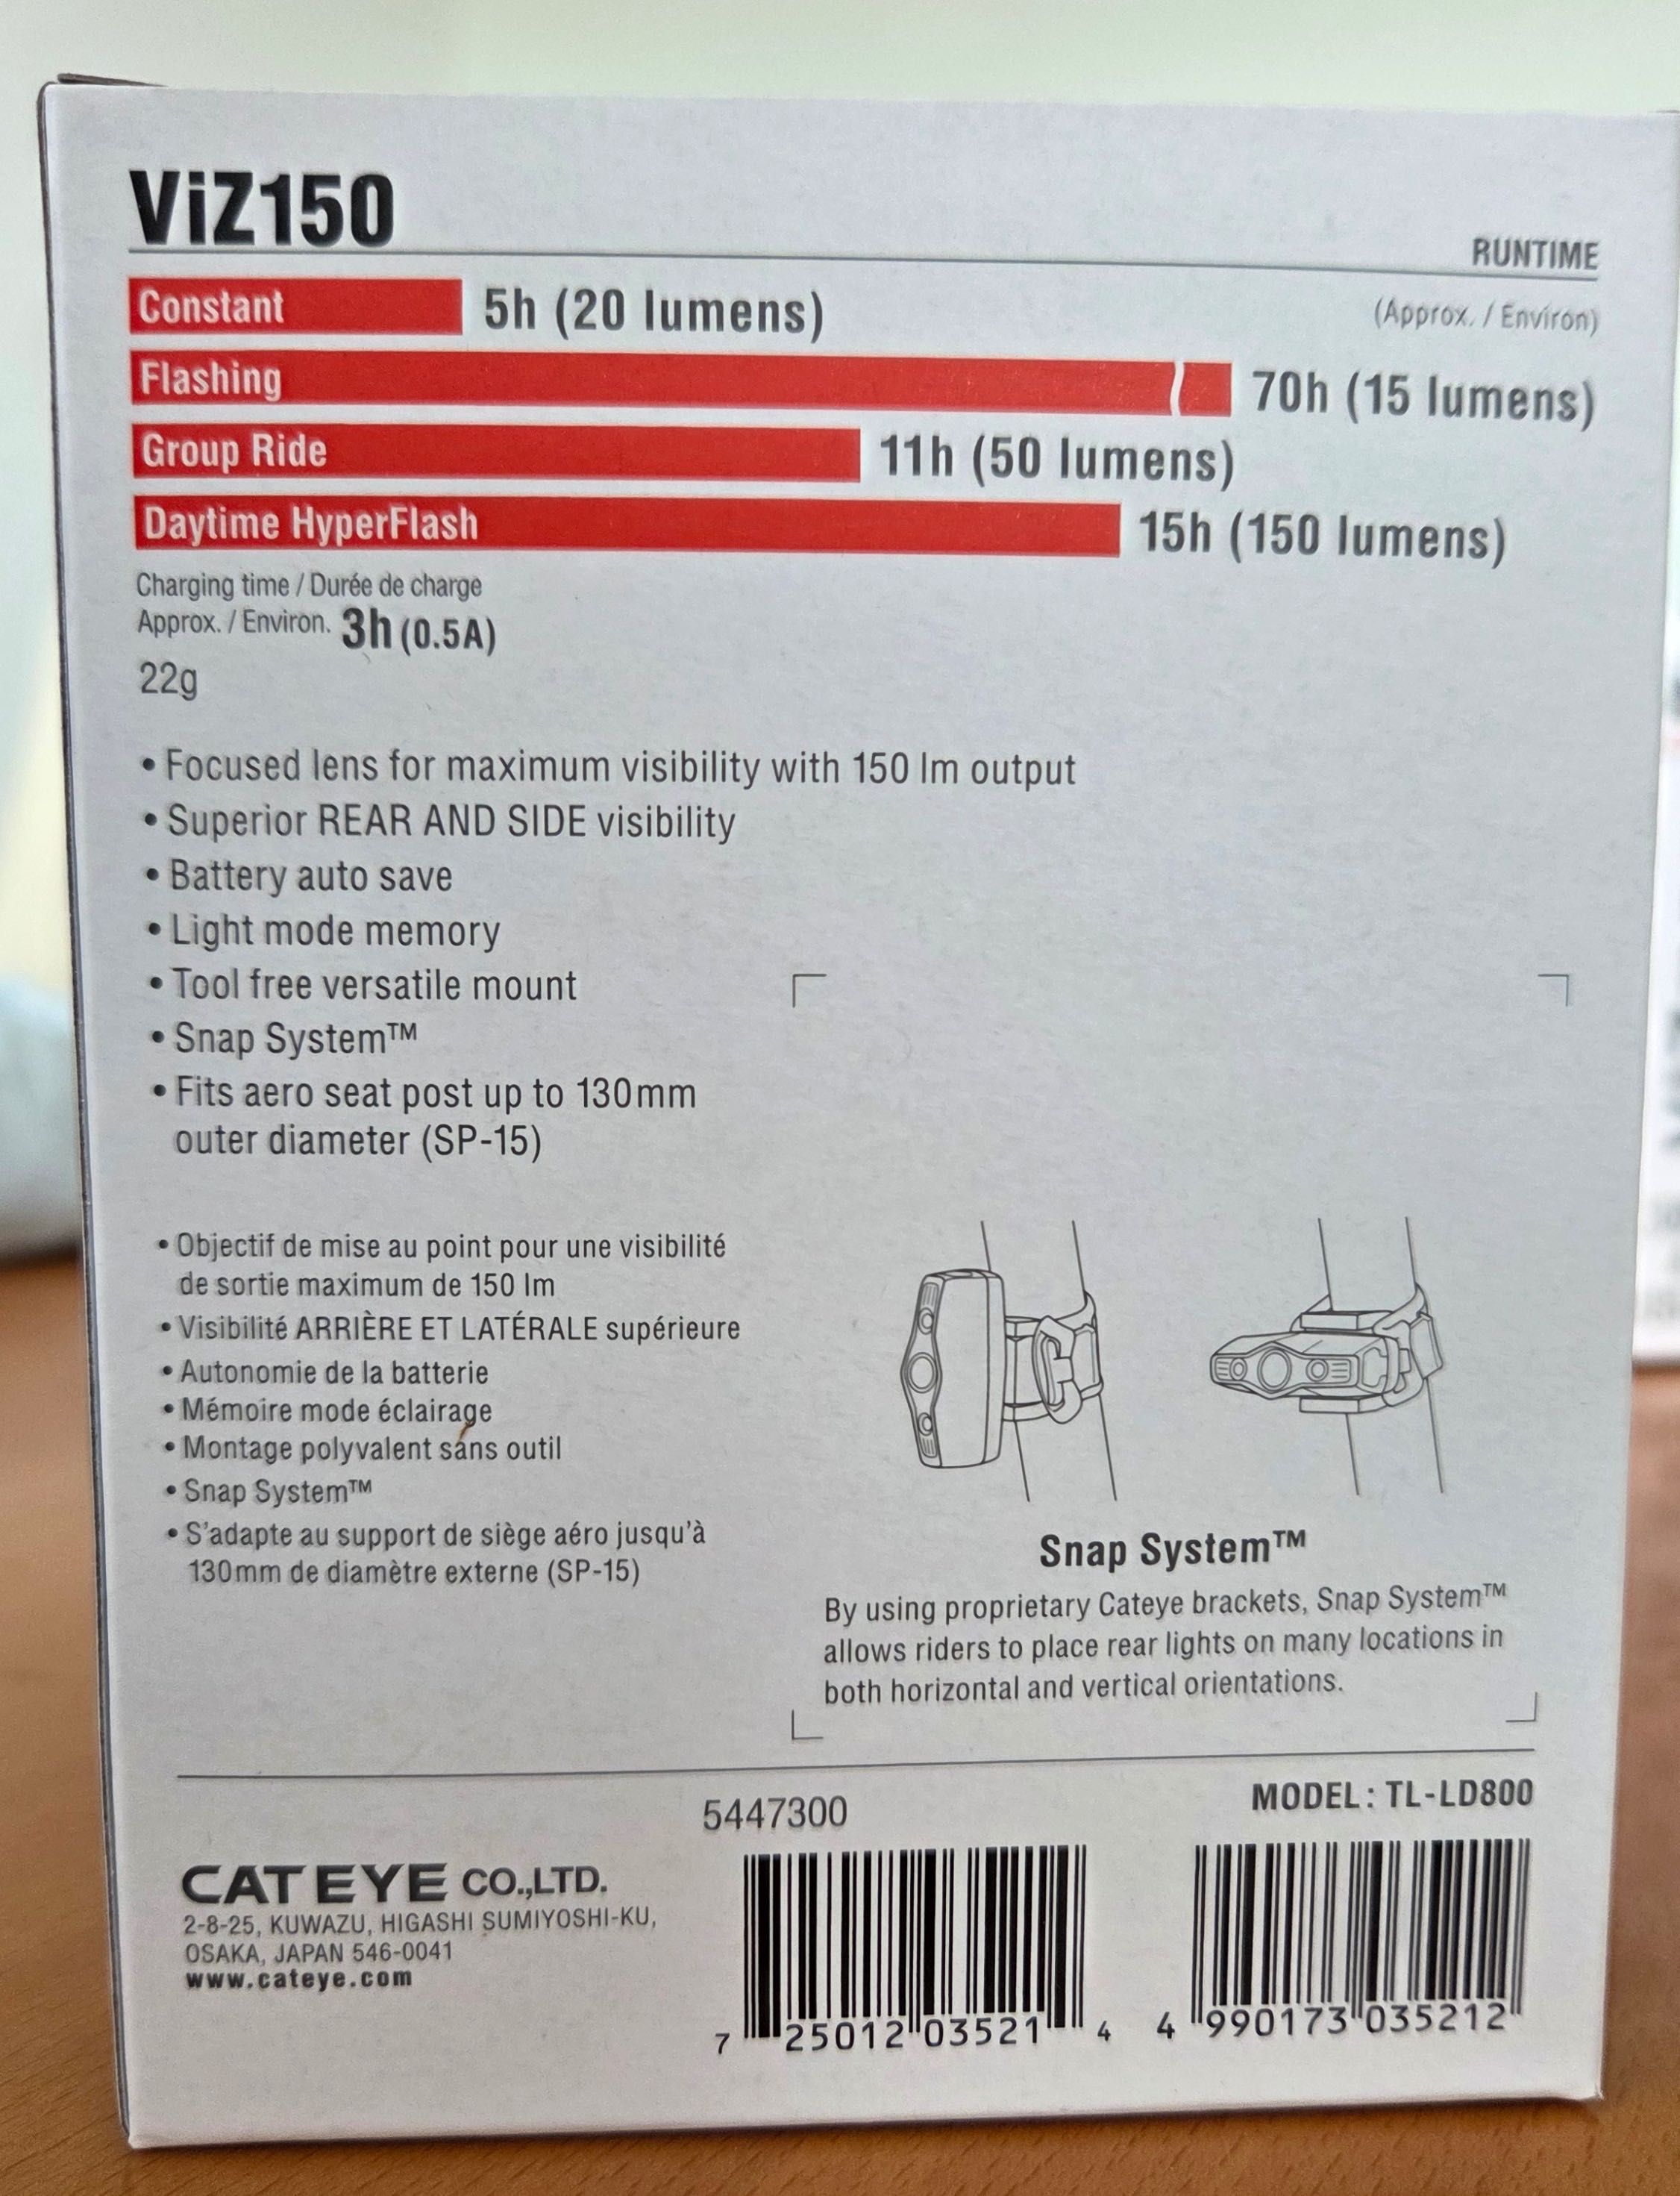 ViZ150
RUNTIME
(Approx. / Environ)
Constant 5h (20 lumens)
Flashing 70h (15 lumens)
Group Ride 11h (50 lumens)
Daytime HyperFlash 15h (150 lumens)
Charging time / Durée de charge
Approx. / Environ. 3h (0.5A)
22g
• Focused lens for maximum visibility with 150 lm output
• Superior REAR AND SIDE visibility
• Battery auto save
• Light mode memory
• Tool free versatile mount
• Snap System™
• Fits aero seat post up to 130mm
outer diameter (SP-15)
• Objectif de mise au point pour une visibilité
de sortie maximum de 150 lm
• Visibilité ARRIÈRE ET LATÉRALE supérieure
• Autonomie de la batterie
• Mémoire mode éclairage
• Montage polyvalent sans outil
• Snap System™
• S'adapte au support de siège aéro jusqu'à
130mm de diamètre externe (SP-15)
Snap System™
By using proprietary Cateye brackets, Snap System™
allows riders to place rear lights on many locations in
both horizontal and vertical orientations.
5447300
MODEL : TL-LD800
CATEYE CO.,LTD.
2-8-25, KUWAZU, HIGASHI SUMIYOSHI-KU,
OSAKA, JAPAN 546-0041
www.cateye.com
7 25012 03521 4
4 990173 035212